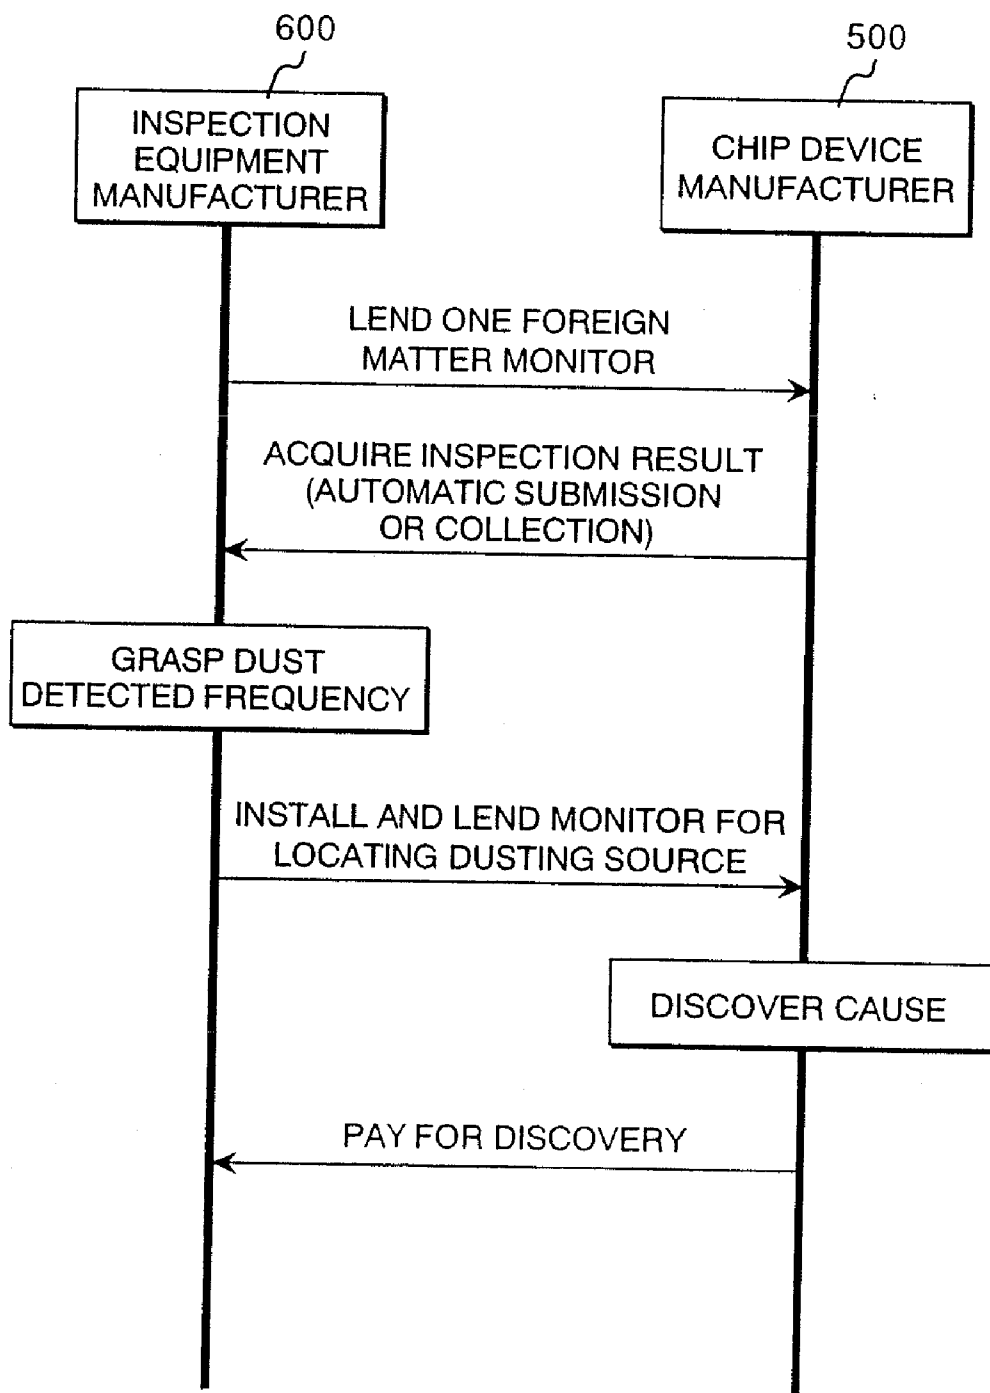 600
500
INSPECTION
EQUIPMENT
MANUFACTURER
CHIP DEVICE
MANUFACTURER
LEND ONE FOREIGN
MATTER MONITOR
ACQUIRE INSPECTION RESULT
(AUTOMATIC SUBMISSION
OR COLLECTION)
GRASP DUST
DETECTED FREQUENCY
INSTALL AND LEND MONITOR FOR
LOCATING DUSTING SOURCE
DISCOVER CAUSE
PAY FOR DISCOVERY